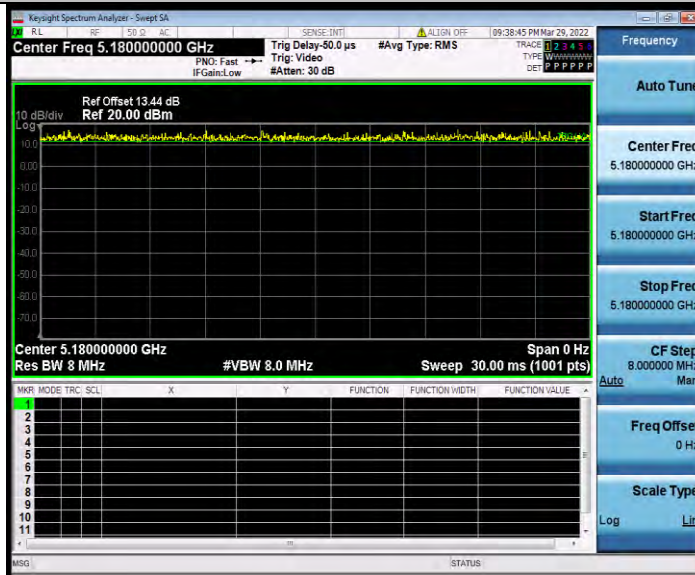 Keysight Spectrum Analyzer - Swept SA
RL RF 50 Ω AC SENSE:INT ALIGN OFF 09:38:45 PM Mar 29, 2022
Center Freq 5.180000000 GHz
Trig Delay-50.0 µs #Avg Type: RMS
TRACE 1 2 3 4 5 6
PNO: Fast Trig: Video
TYPE
IFGain:Low #Atten: 30 dB
DET P P P P P P
Ref Offset 13.44 dB
10 dB/div Ref 20.00 dBm
Log
10.0
0.00
-10.0
-20.0
-30.0
-40.0
-50.0
-60.0
-70.0
Center 5.180000000 GHz Span 0 Hz
Res BW 8 MHz #VBW 8.0 MHz Sweep 30.00 ms (1001 pts)
MKR MODE TRC SCL X Y FUNCTION FUNCTION WIDTH FUNCTION VALUE
1
2
3
4
5
6
7
8
9
10
11
MSG STATUS
Frequency
Auto Tune
Center Freq
5.180000000 GHz
Start Freq
5.180000000 GHz
Stop Freq
5.180000000 GHz
CF Step
8.000000 MHz
Auto Man
Freq Offset
0 Hz
Scale Type
Log Lin